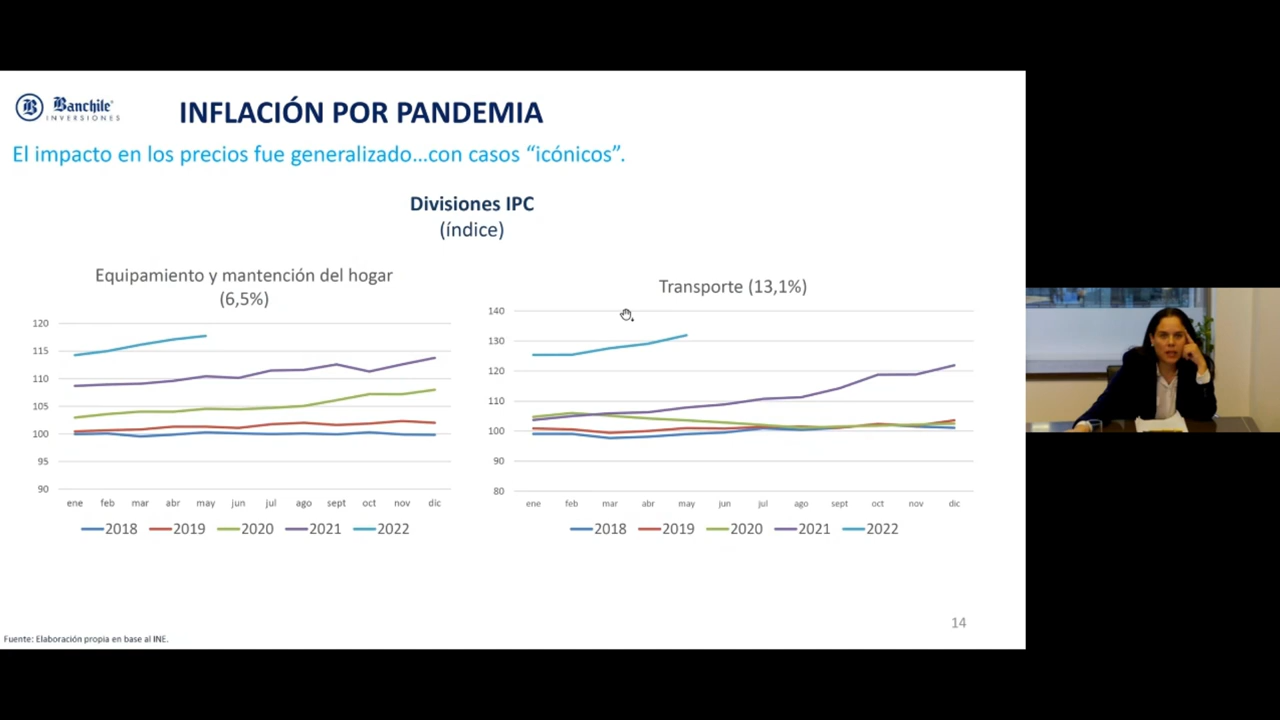 Banchile
INVERSIONES
INFLACIÓN POR PANDEMIA
El impacto en los precios fue generalizado...con casos “icónicos”.
Divisiones IPC
(índice)
Equipamiento y mantención del hogar
(6,5%)
120
115
110
105
100
95
90
ene feb mar abr may jun jul ago sept oct nov dic
2018 2019 2020 2021 2022
Transporte (13,1%)
140
130
120
110
100
90
80
ene feb mar abr may jun jul ago sept oct nov dic
2018 2019 2020 2021 2022
14
Fuente: Elaboración propia en base al INE.